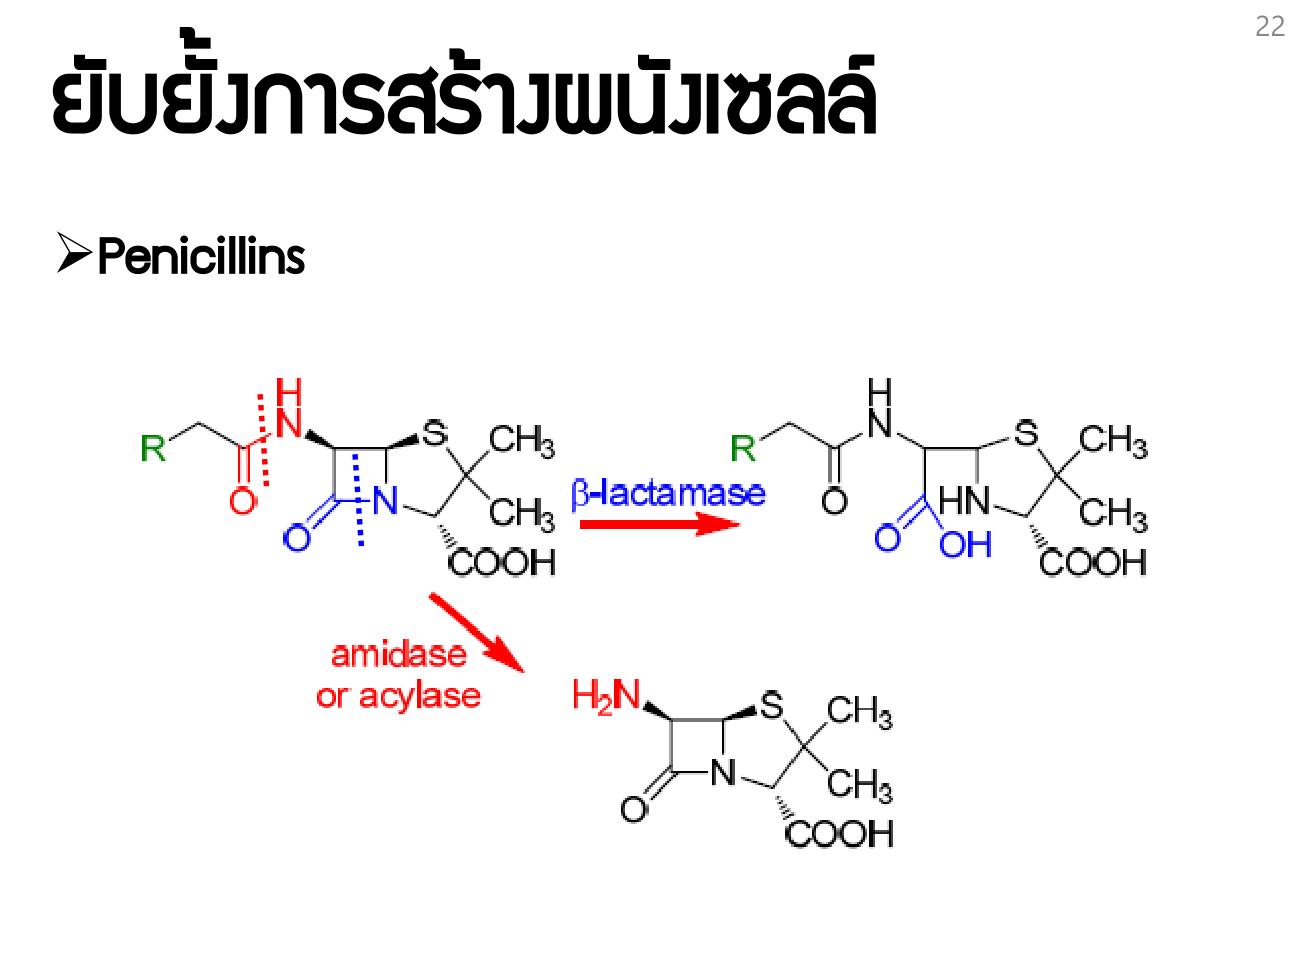 22
ยับยั้งการสร้างผนังเซลล์
➢Penicillins
H
N
R
O
S
CH3
N
CH3
O
COOH
β-lactamase
H
N
R
O
S
CH3
HN
CH3
O
OH
COOH
amidase
or acylase
H2N
S
CH3
N
CH3
O
COOH